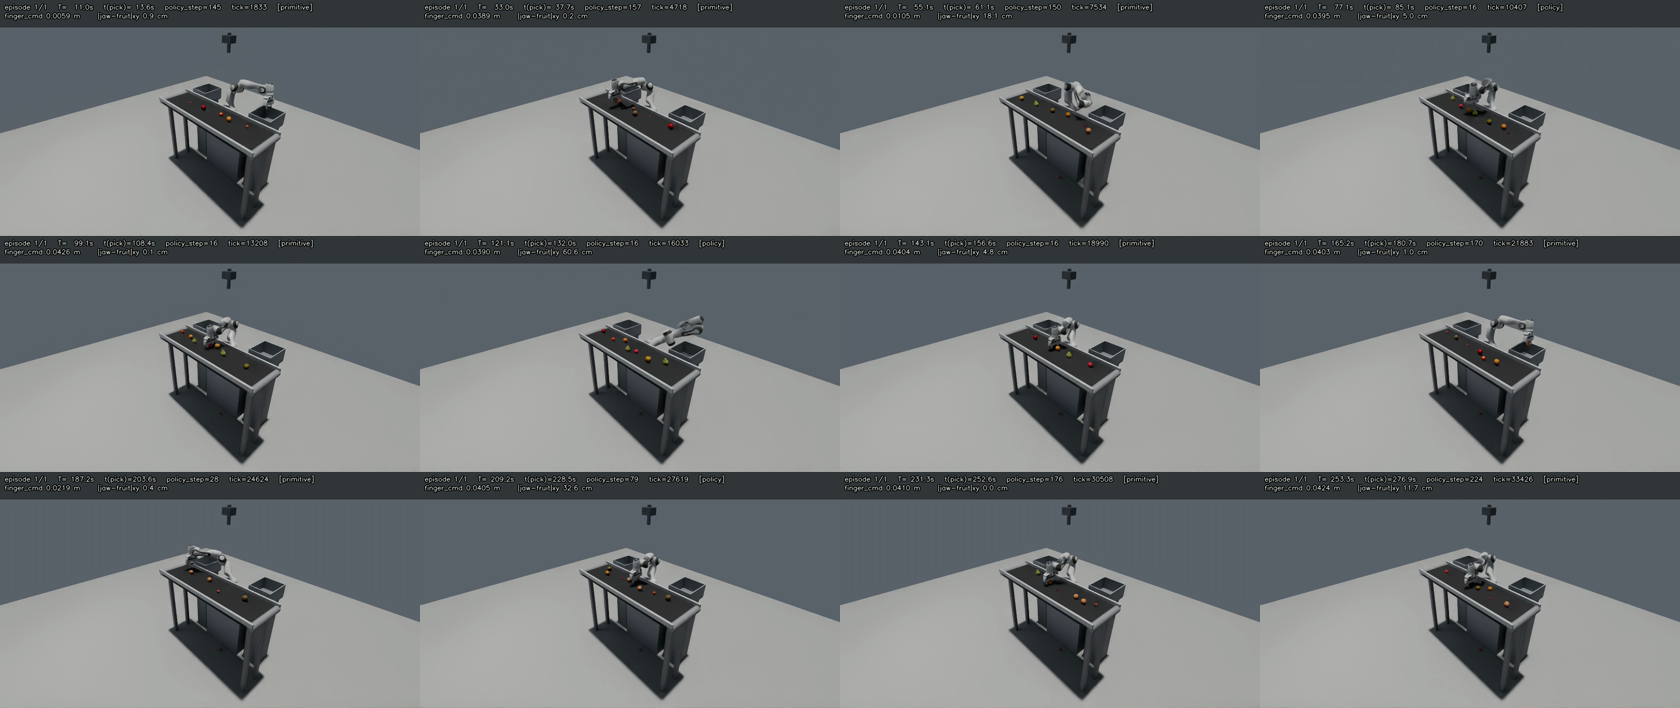 episode 1/1 T= 11.0s t(pick)= 13.6s policy_step=145 tick=1833 [primitive]
finger_cmd 0.0059 m |jaw-fruit|xy 0.9 cm
episode 1/1 T= 33.0s t(pick)= 37.7s policy_step=157 tick=4718 [primitive]
finger_cmd 0.0389 m |jaw-fruit|xy 0.2 cm
episode 1/1 T= 55.1s t(pick)= 61.1s policy_step=150 tick=7534 [primitive]
finger_cmd 0.0105 m |jaw-fruit|xy 18.1 cm
episode 1/1 T= 77.1s t(pick)= 85.1s policy_step=16 tick=10407 [policy]
finger_cmd 0.0395 m |jaw-fruit|xy 5.0 cm
episode 1/1 T= 99.1s t(pick)=108.4s policy_step=16 tick=13208 [primitive]
finger_cmd 0.0426 m |jaw-fruit|xy 0.1 cm
episode 1/1 T= 121.1s t(pick)=132.0s policy_step=16 tick=16033 [policy]
finger_cmd 0.0390 m |jaw-fruit|xy 60.6 cm
episode 1/1 T= 143.1s t(pick)=156.6s policy_step=16 tick=18990 [primitive]
finger_cmd 0.0404 m |jaw-fruit|xy 4.8 cm
episode 1/1 T= 165.2s t(pick)=180.7s policy_step=170 tick=21883 [primitive]
finger_cmd 0.0403 m |jaw-fruit|xy 1.0 cm
episode 1/1 T= 187.2s t(pick)=203.6s policy_step=28 tick=24624 [primitive]
finger_cmd 0.0219 m |jaw-fruit|xy 0.4 cm
episode 1/1 T= 209.2s t(pick)=228.5s policy_step=79 tick=27619 [policy]
finger_cmd 0.0405 m |jaw-fruit|xy 32.6 cm
episode 1/1 T= 231.3s t(pick)=252.6s policy_step=176 tick=30508 [primitive]
finger_cmd 0.0410 m |jaw-fruit|xy 0.0 cm
episode 1/1 T= 253.3s t(pick)=276.9s policy_step=224 tick=33426 [primitive]
finger_cmd 0.0424 m |jaw-fruit|xy 11.7 cm